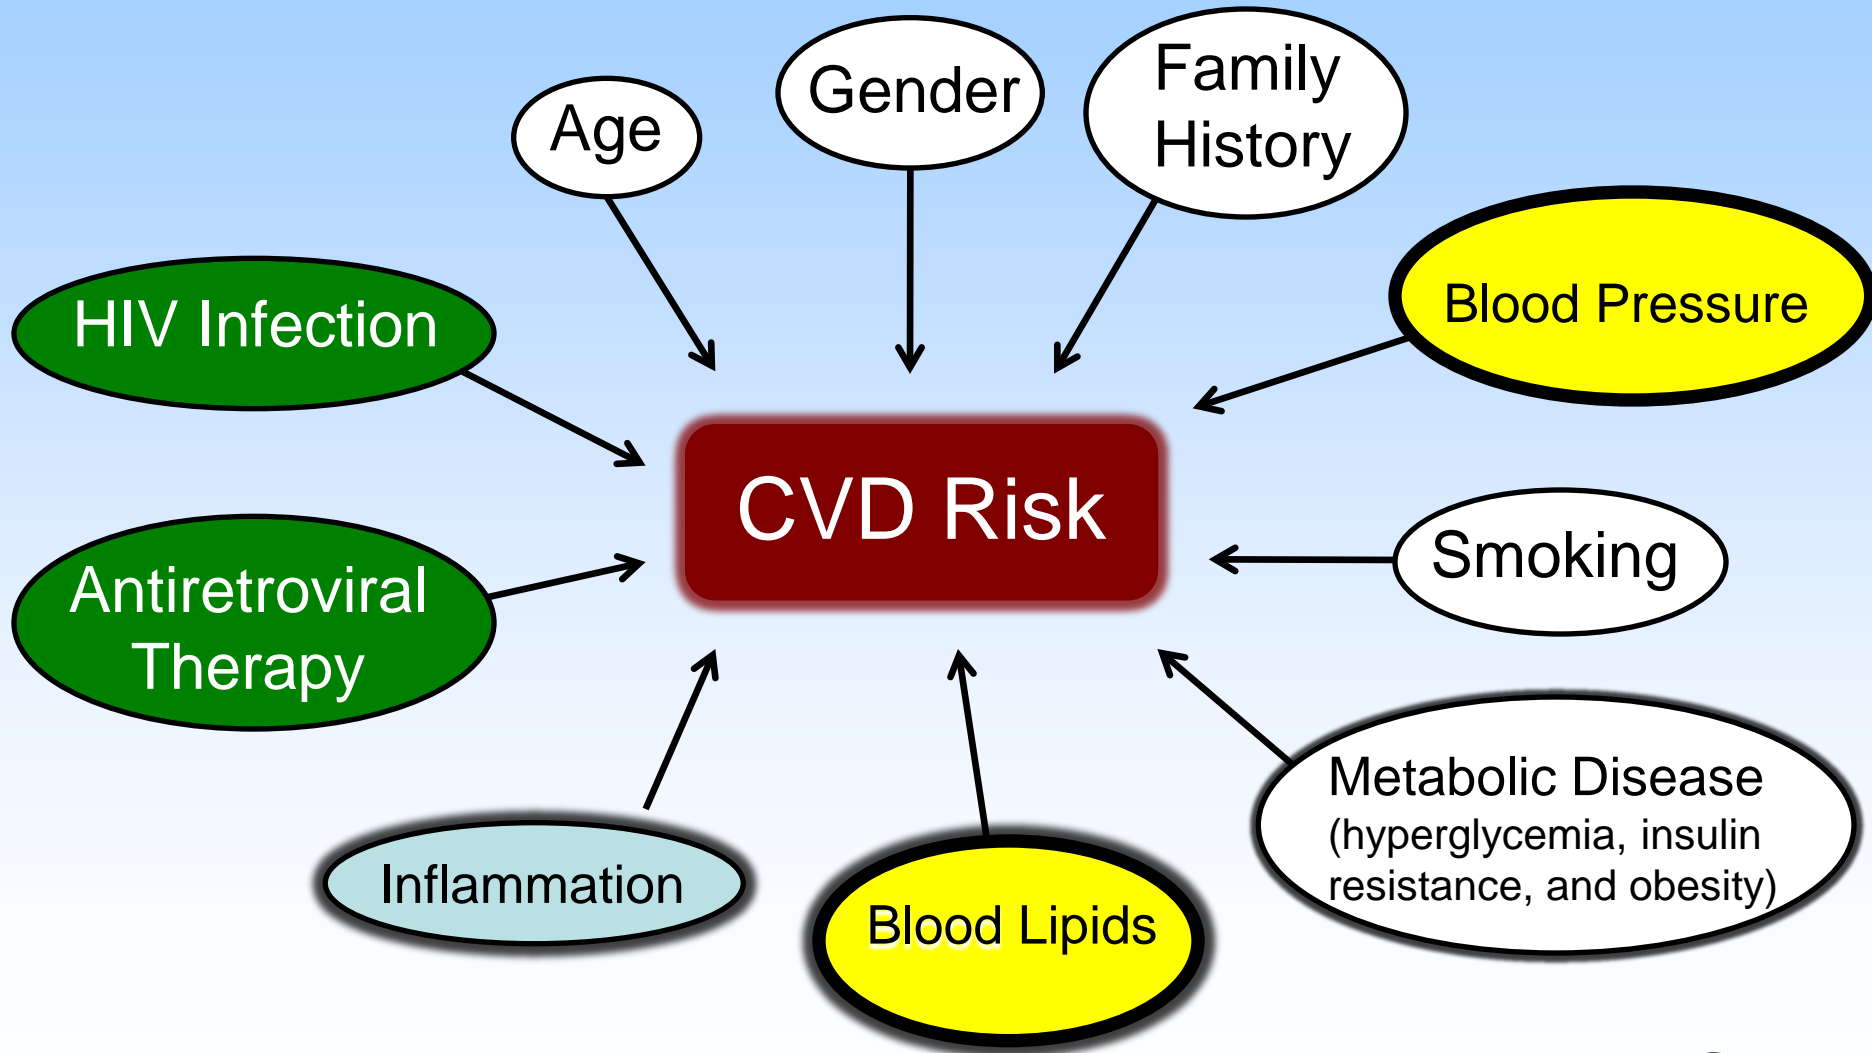 Gender
Family
History
Age
Blood Pressure
HIV Infection
CVD Risk
Smoking
Antiretroviral
Therapy
Metabolic Disease
(hyperglycemia, insulin
resistance, and obesity)
Inflammation
Blood Lipids